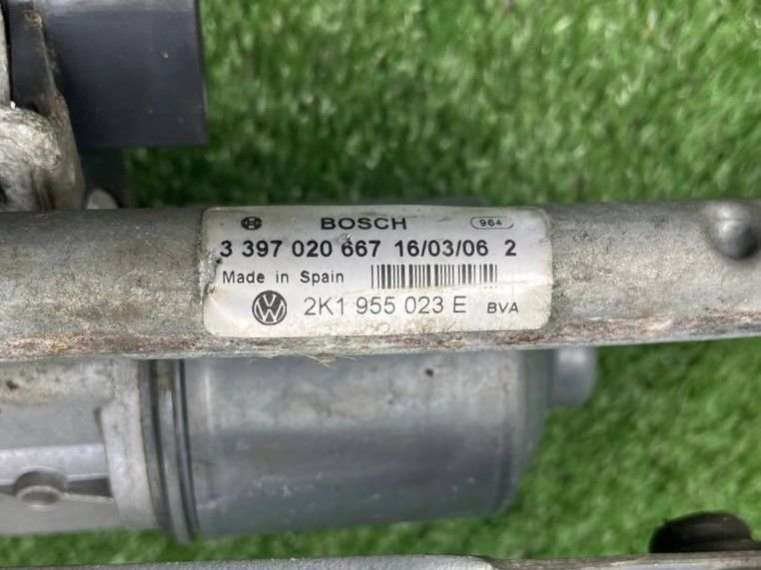 BOSCH 964
3 397 020 667 16/03/06 2
Made in Spain
2K1 955 023 E BVA